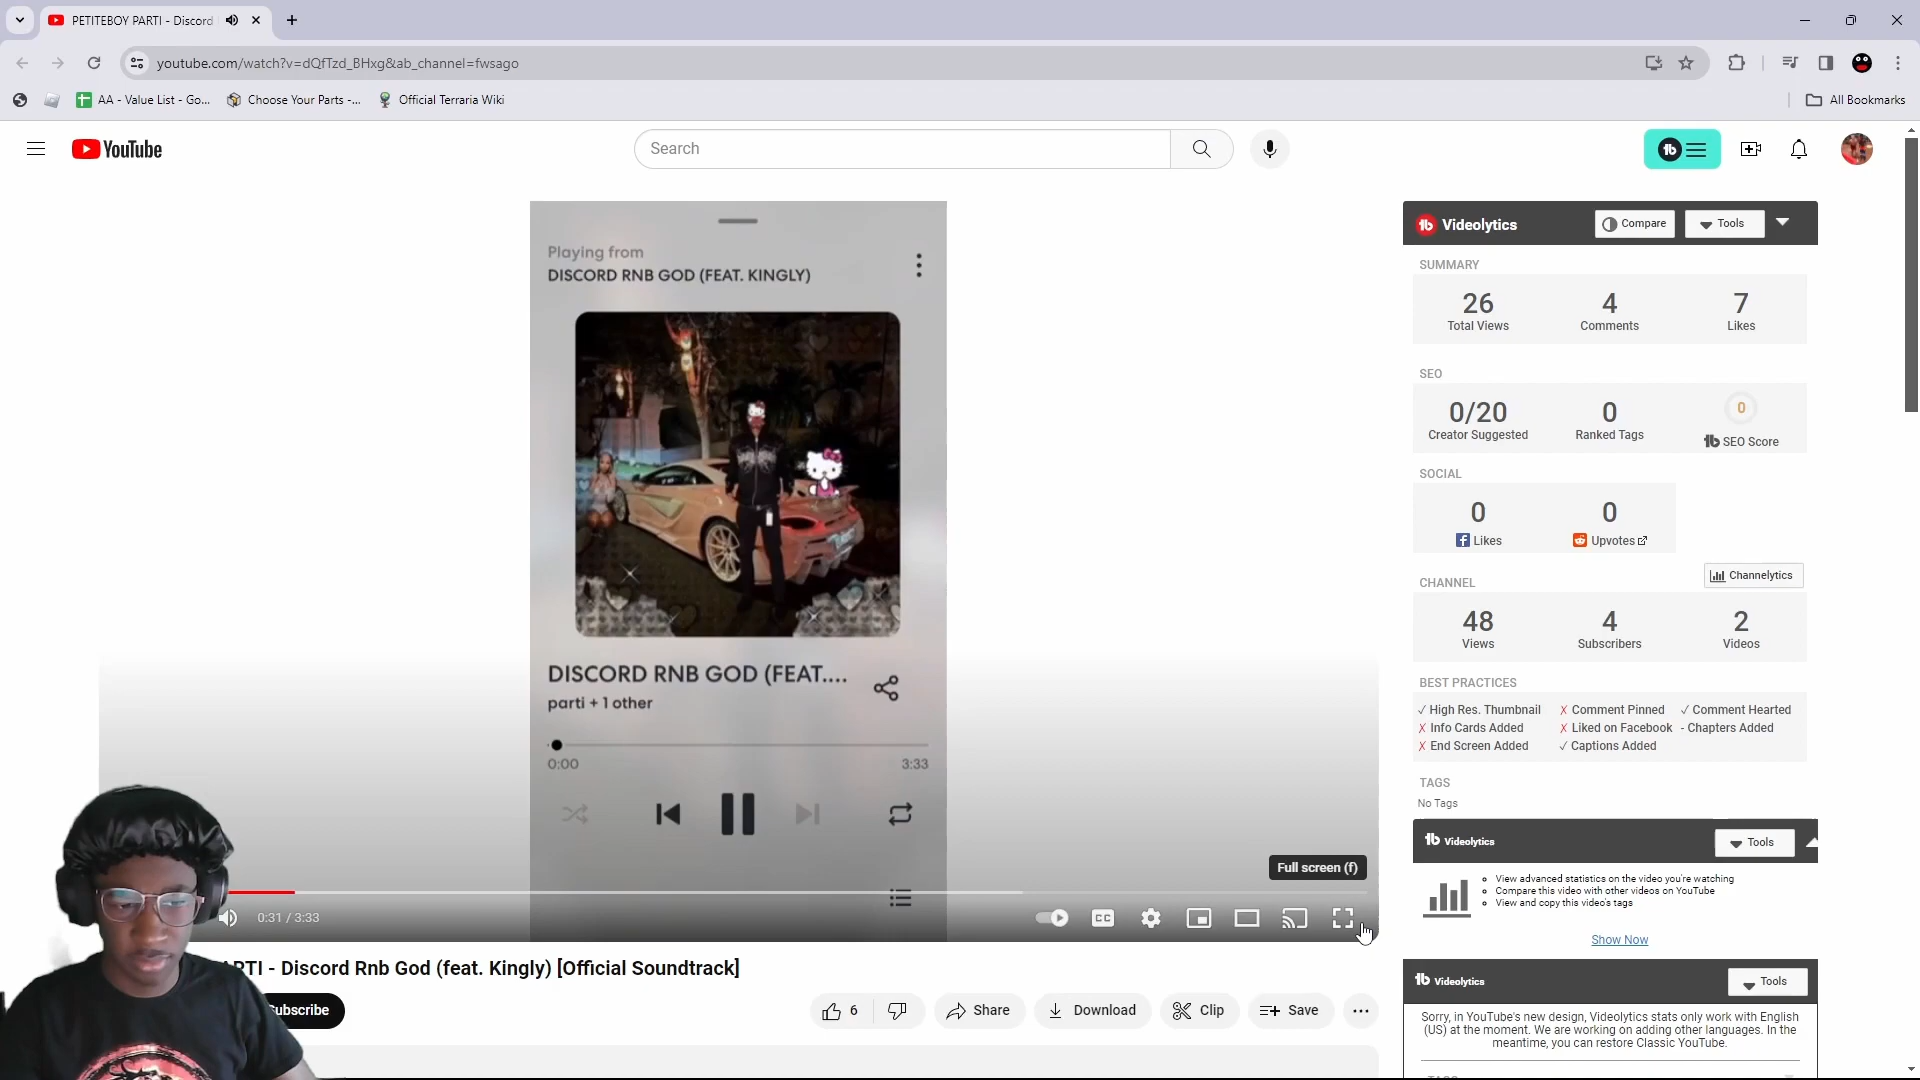 PETITEBOY PARTI - Discord
youtube.com/watch?v=dQfTzd_BHxg&ab_channel=fwsago
AA - Value List - Go...
Choose Your Parts -...
Official Terraria Wiki
All Bookmarks
YouTube
Search
Playing from
DISCORD RNB GOD (FEAT. KINGLY)
DISCORD RNB GOD (FEAT....
parti + 1 other
0:00
3:33
Full screen (f)
0:31 / 3:33
CC
ARTI - Discord Rnb God (feat. Kingly) [Official Soundtrack]
Subscribe
6
Share
Download
Clip
Save
Videolytics
Compare
Tools
SUMMARY
26
4
7
Total Views
Comments
Likes
SEO
0/20
0
0
Creator Suggested
Ranked Tags
SEO Score
SOCIAL
0
0
Likes
Upvotes
CHANNEL
Channelytics
48
4
2
Views
Subscribers
Videos
BEST PRACTICES
✓ High Res. Thumbnail
✗ Comment Pinned
✓ Comment Hearted
✗ Info Cards Added
✗ Liked on Facebook
- Chapters Added
✗ End Screen Added
✓ Captions Added
TAGS
No Tags
Videolytics
Tools
View advanced statistics on the video you're watching
Compare this video with other videos on YouTube
View and copy this video's tags
Show Now
Videolytics
Tools
Sorry, in YouTube's new design, Videolytics stats only work with English
(US) at the moment. We are working on adding other languages. In the
meantime, you can restore Classic YouTube.